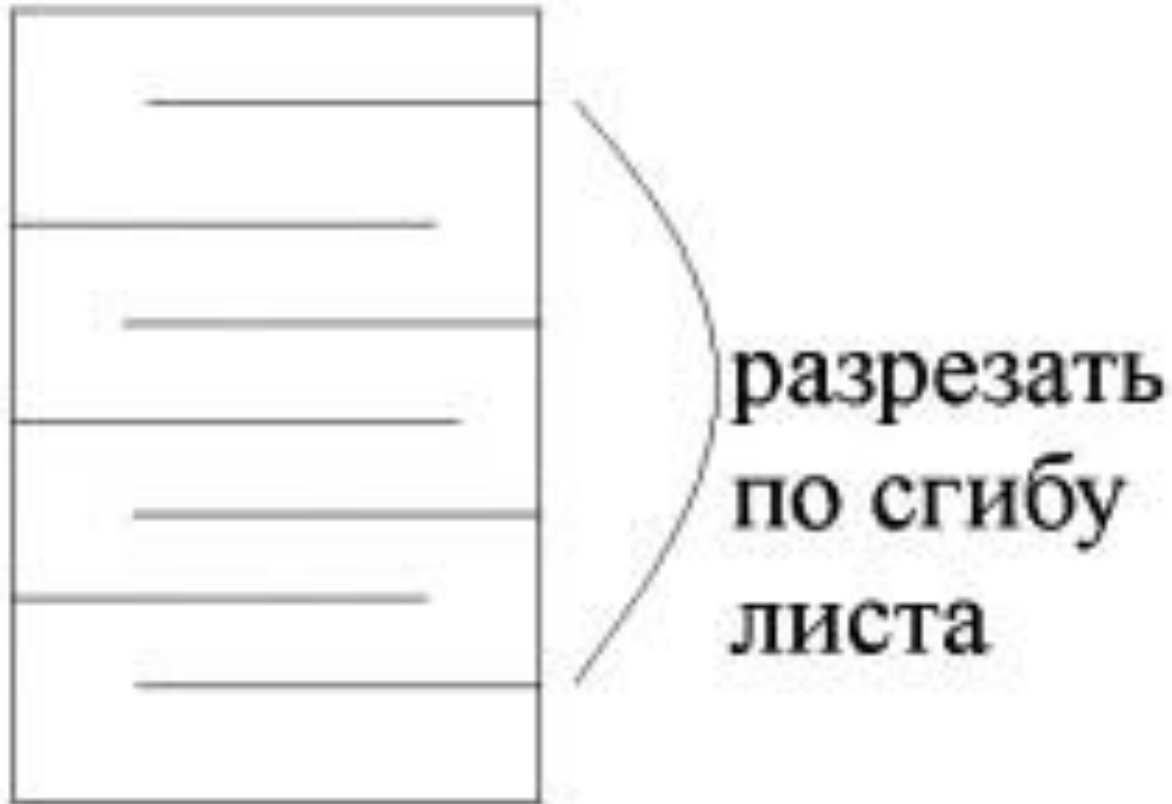 разрезать
по сгибу
листа